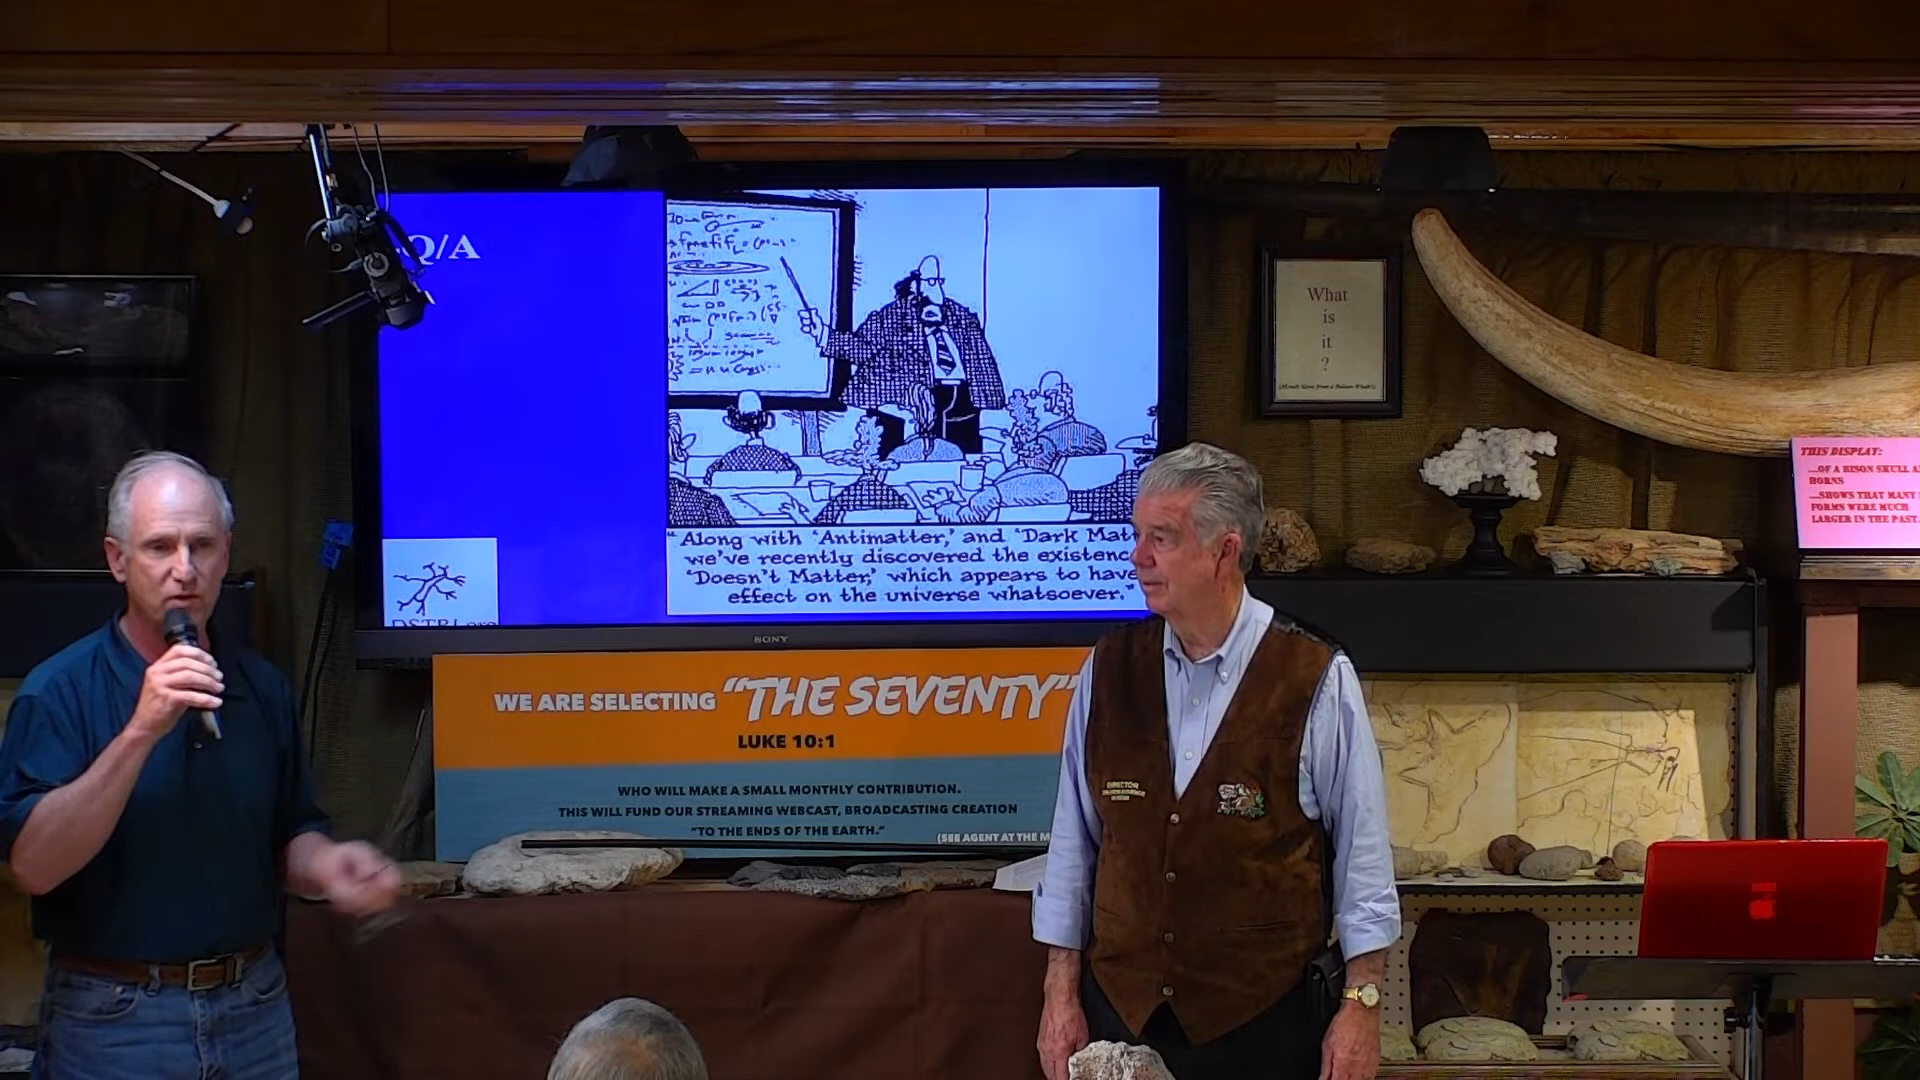 Q/A
"Along with 'Antimatter,' and 'Dark Mat
we've recently discovered the existenc
'Doesn't Matter,' which appears to have
effect on the universe whatsoever."
DSTRI.org
SONY
WE ARE SELECTING "THE SEVENTY"
LUKE 10:1
WHO WILL MAKE A SMALL MONTHLY CONTRIBUTION.
THIS WILL FUND OUR STREAMING WEBCAST, BROADCASTING CREATION
"TO THE ENDS OF THE EARTH."
(SEE AGENT AT THE M
What
is
it
?
DIRECTOR
THIS DISPLAY:
...OF A BISON SKULL A
HORNS
...SHOWS THAT MANY
FORMS WERE MUCH
LARGER IN THE PAST.